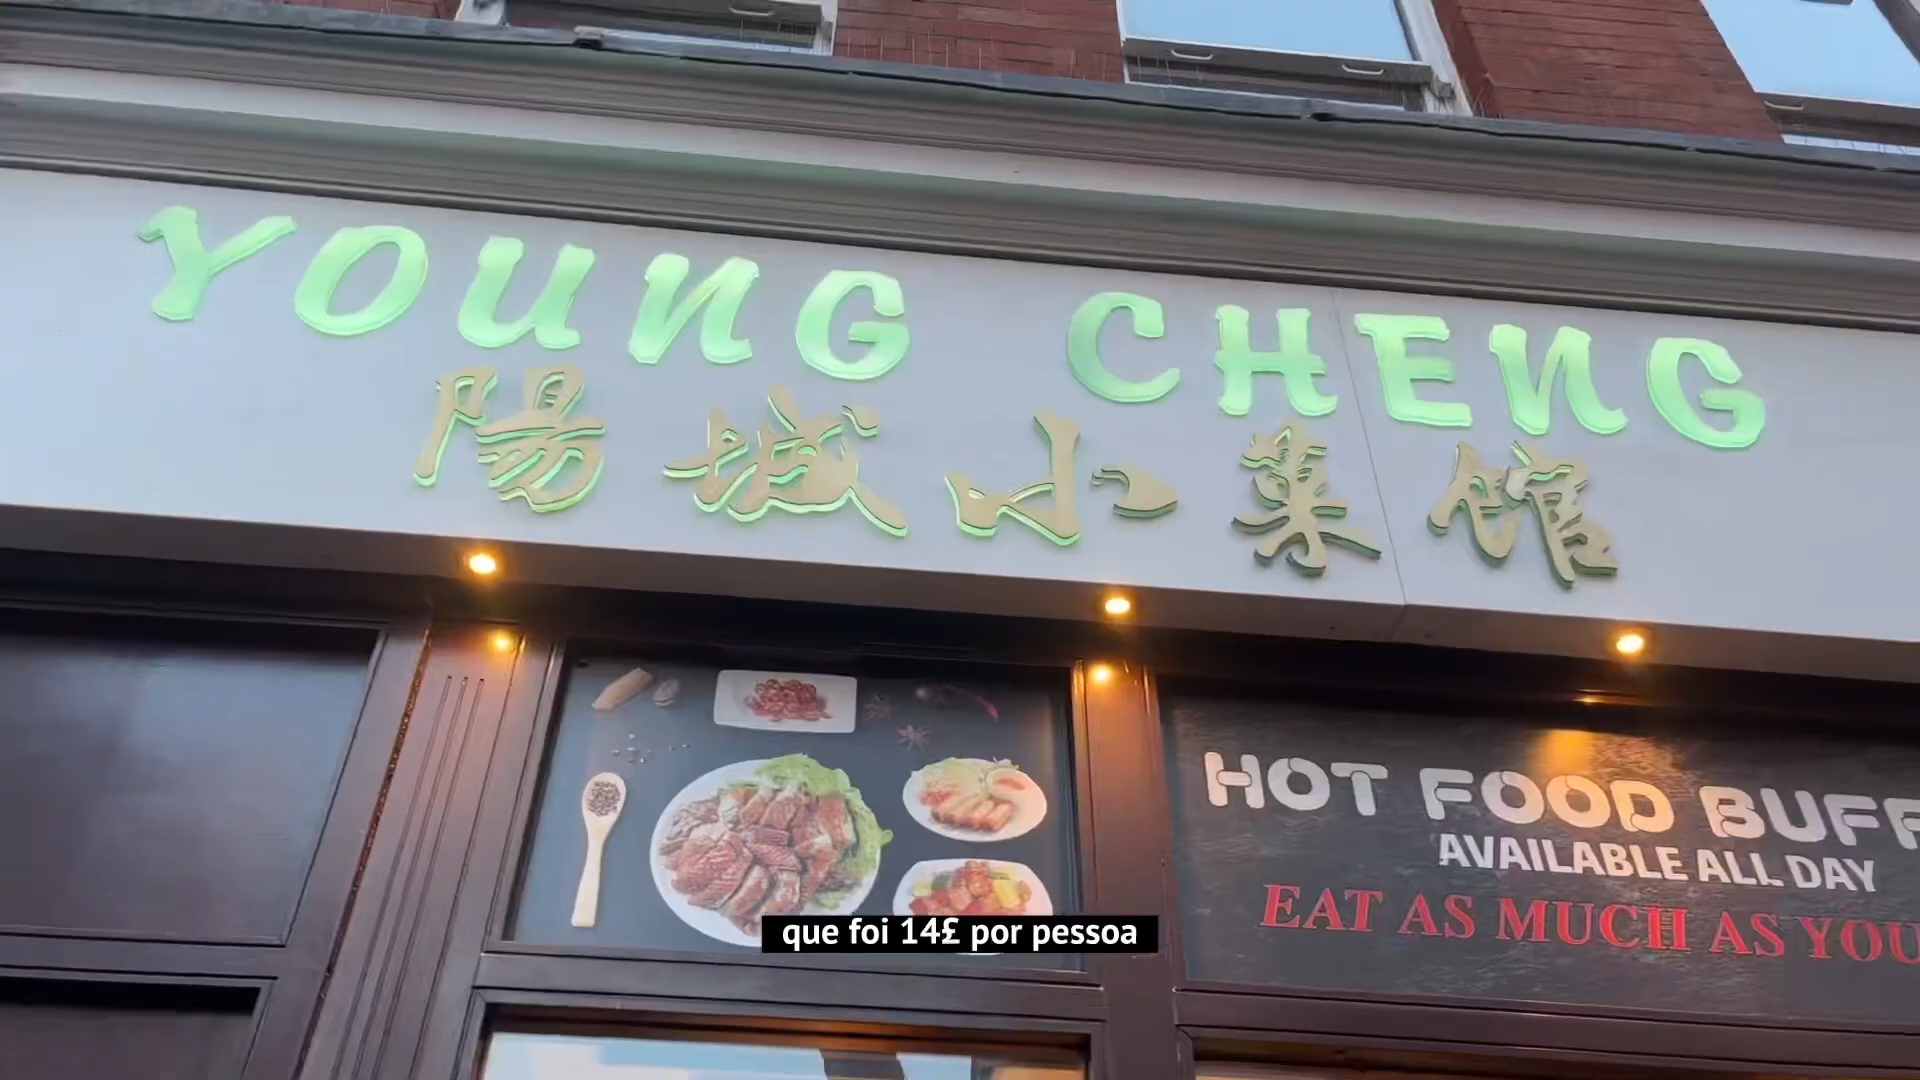 YOUNG CHENG
陽城小菜馆
HOT FOOD BUFF
AVAILABLE ALL DAY
EAT AS MUCH AS YOU
que foi 14£ por pessoa